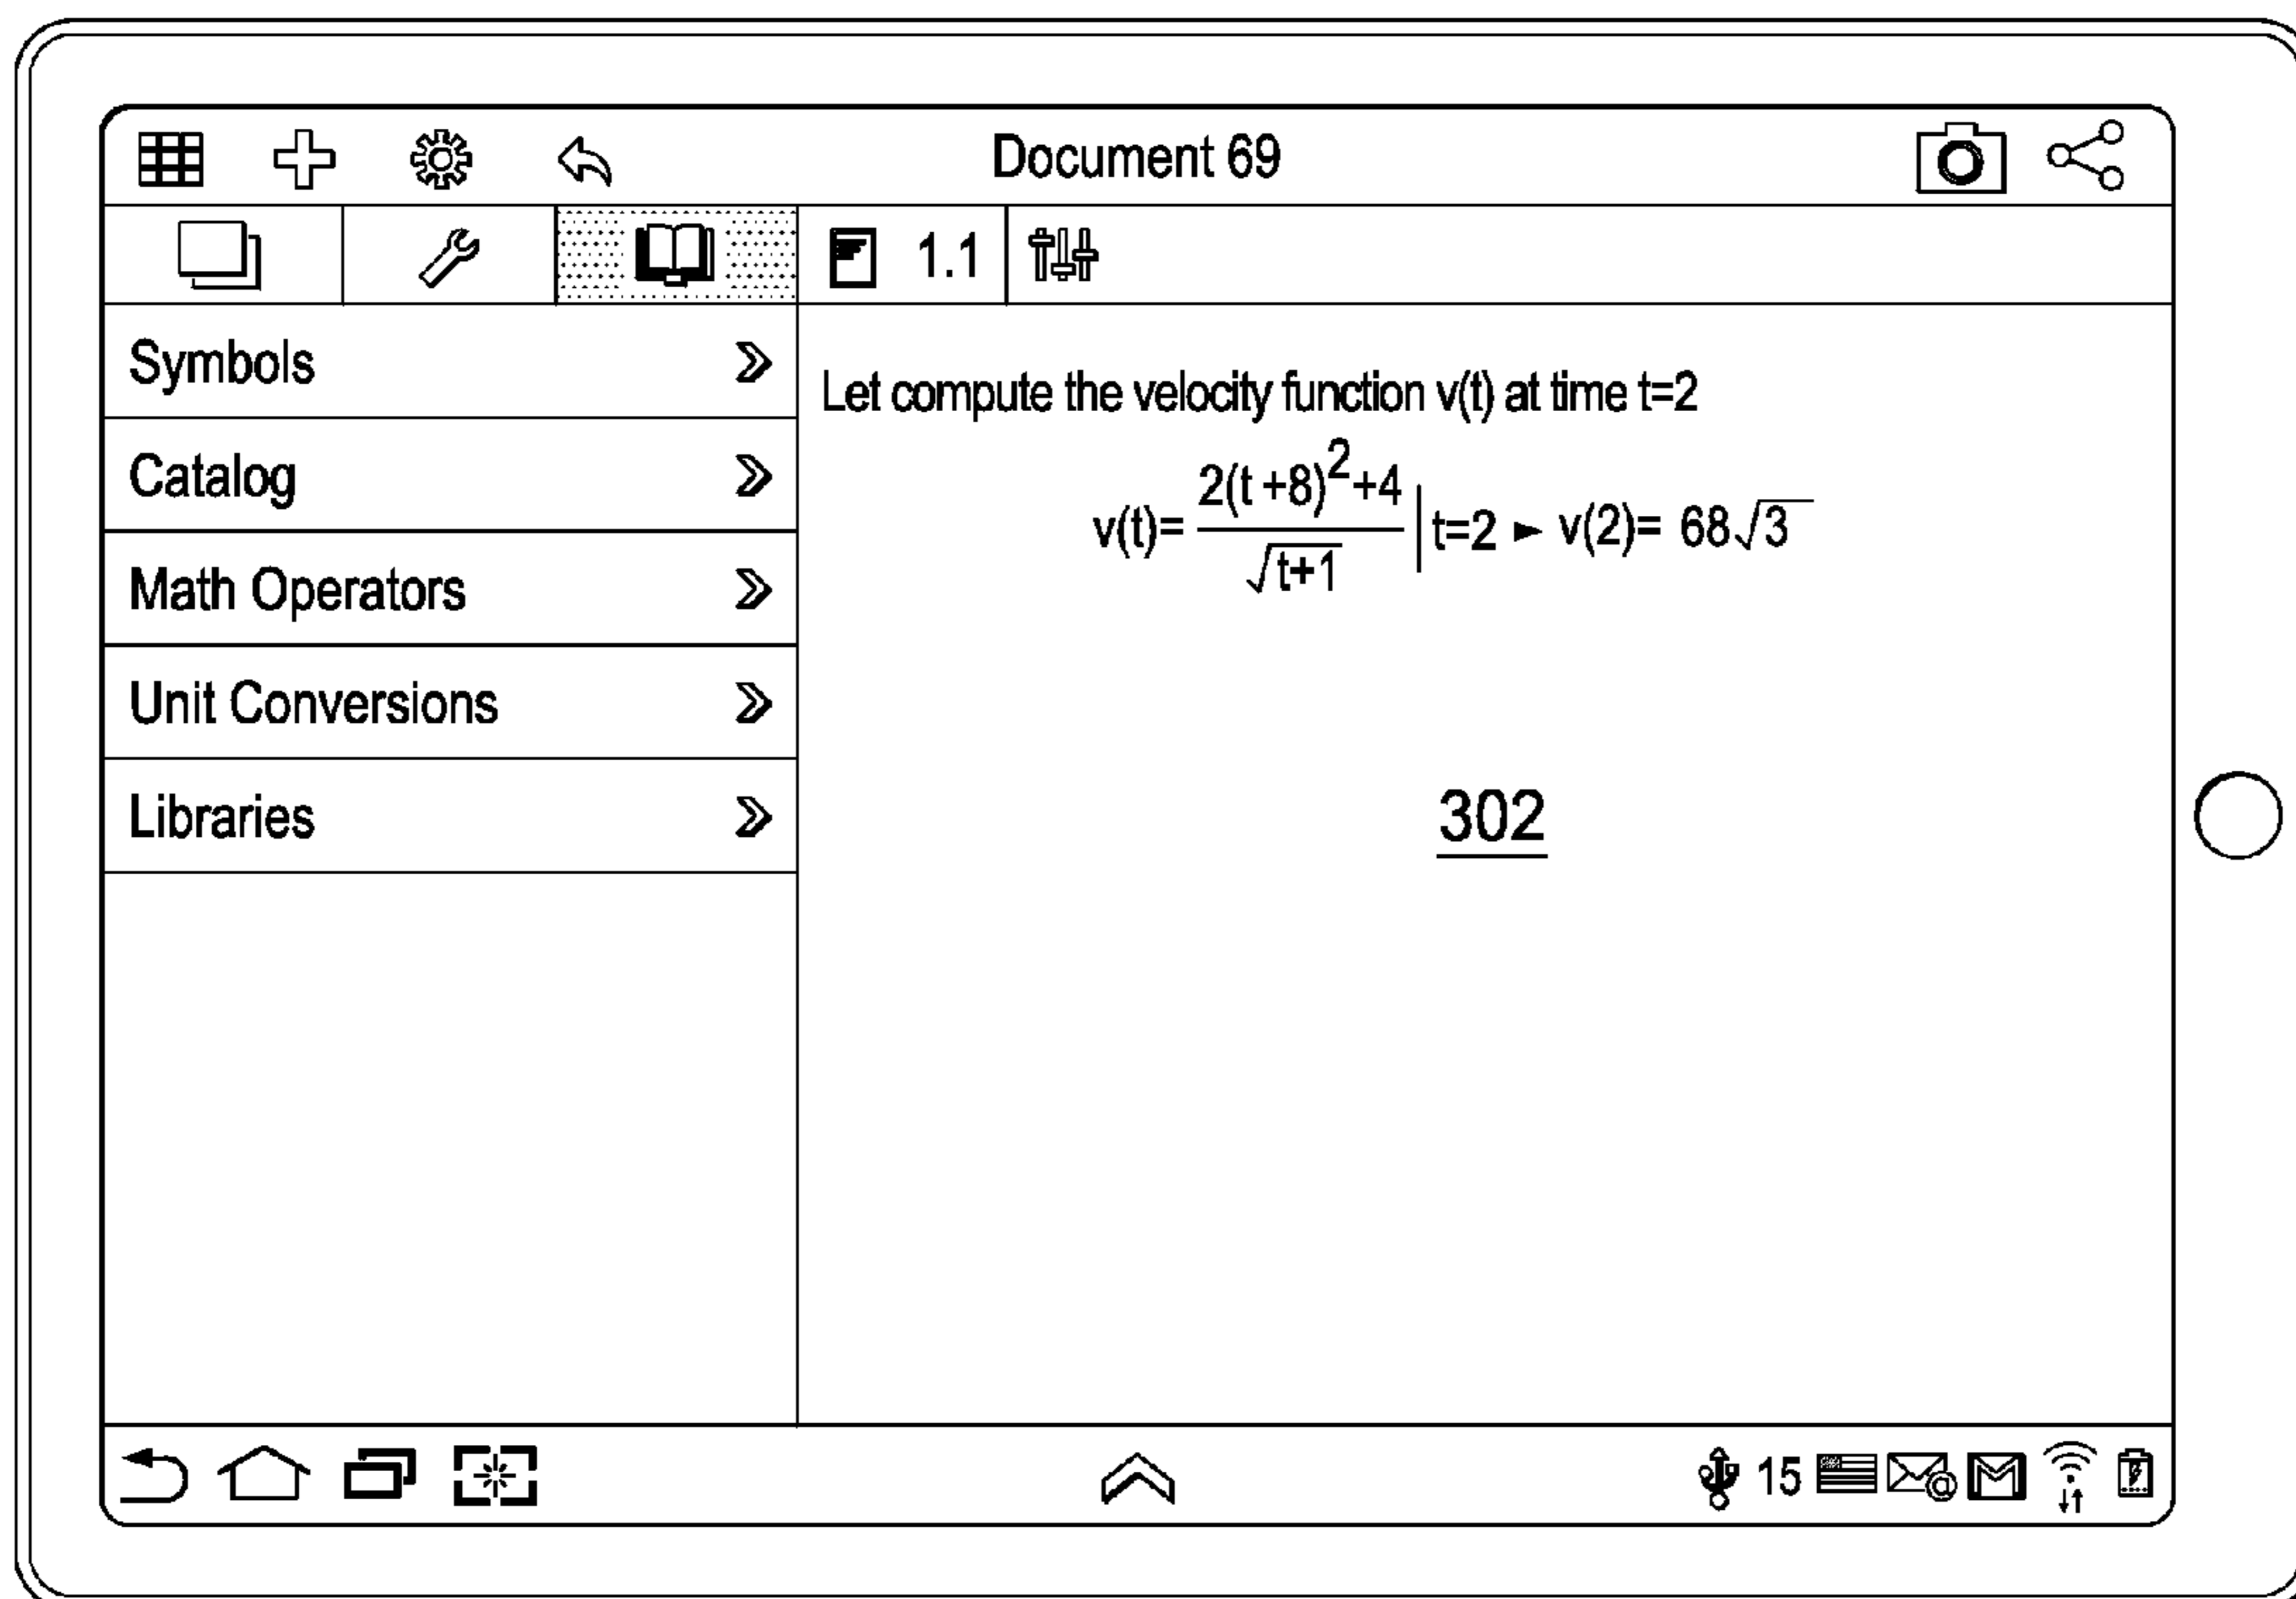 Document 69
1.1
Symbols
Catalog
Math Operators
Unit Conversions
Libraries
Let compute the velocity function v(t) at time t=2
v(t)= 2(t+8)²+4 / √t+1 | t=2 ► v(2)= 68√3
302
15